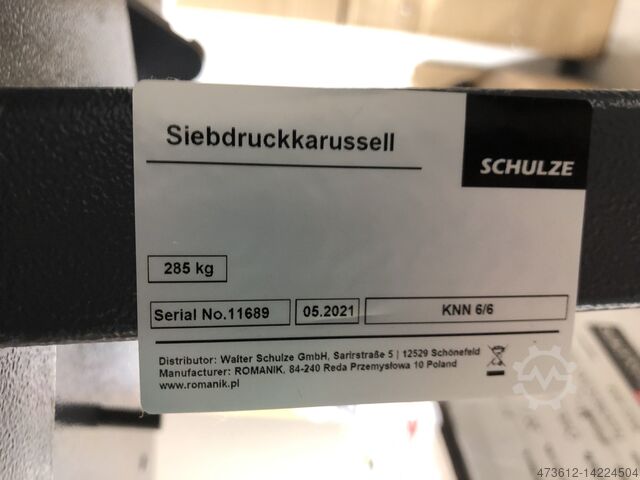 Siebdruckkarussell
SCHULZE
285 kg
Serial No.11689
05.2021
KNN 6/6
Distributor: Walter Schulze GmbH, Sarirstraße 5 | 12529 Schönefeld
Manufacturer: ROMANIK, 84-240 Reda Przemysłowa 10 Poland
www.romanik.pl
473612-14224504